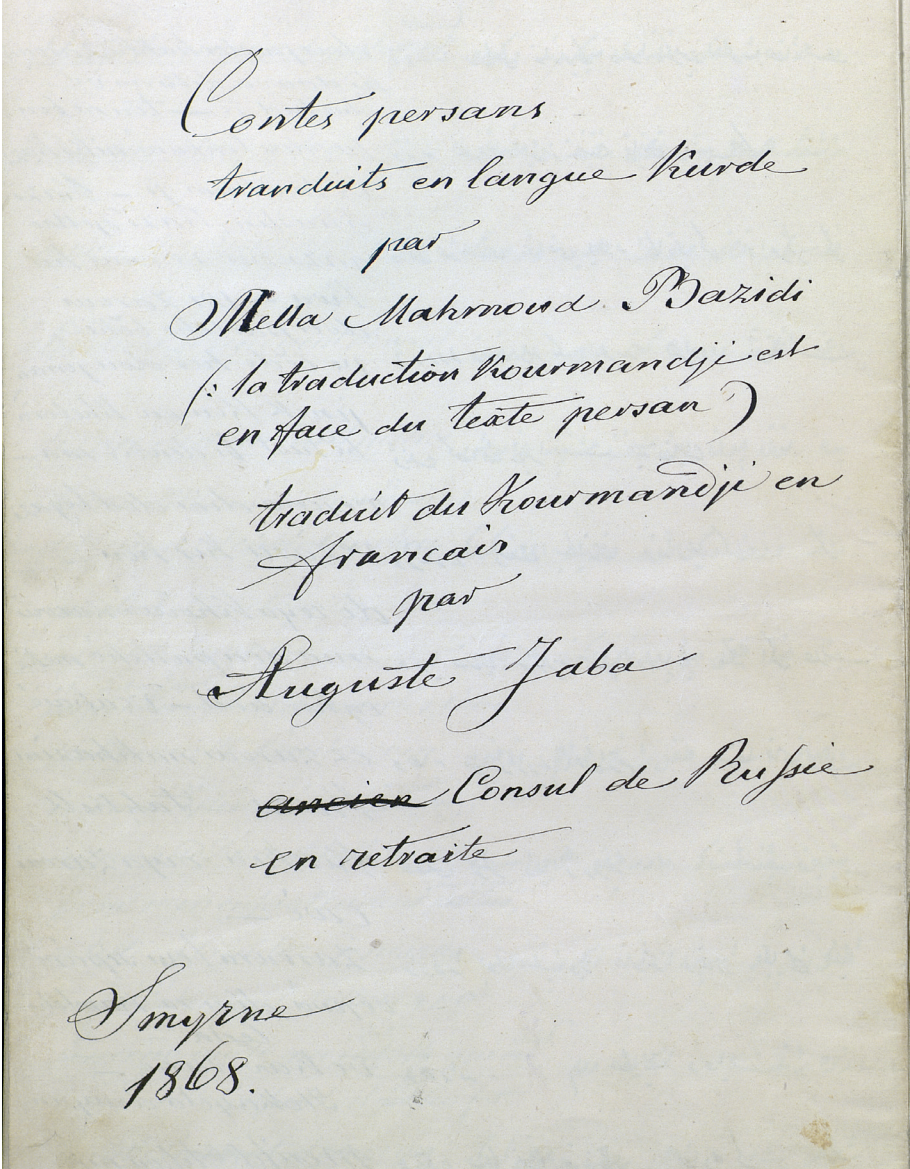 Contes persans
tranduits en langue Kurde
par
Mella Mahmoud Bazidi
(: la traduction Kourmandji est
en face du texte persan )
traduit du Kourmandji en
francais
par
Auguste Jaba
ancien Consul de Russie
en retraite
Smyrne
1868.